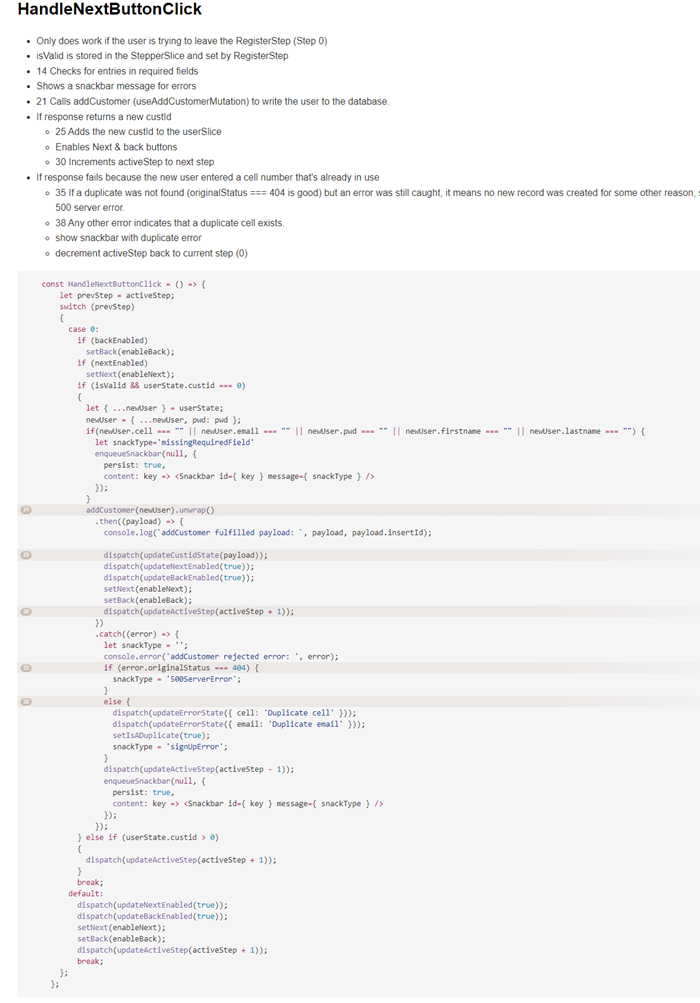 HandleNextButtonClick
• Only does work if the user is trying to leave the RegisterStep (Step 0)
• isValid is stored in the StepperSlice and set by RegisterStep
• 14 Checks for entries in required fields
• Shows a snackbar message for errors
• 21 Calls addCustomer (useAddCustomerMutation) to write the user to the database.
• If response returns a new custId
◦ 25 Adds the new custId to the userSlice
◦ Enables Next & back buttons
◦ 30 Increments activeStep to next step
• If response fails because the new user entered a cell number that's already in use
◦ 35 If a duplicate was not found (originalStatus === 404 is good) but an error was still caught, it means no new record was created for some other reason,
500 server error.
◦ 38 Any other error indicates that a duplicate cell exists.
◦ show snackbar with duplicate error
◦ decrement activeStep back to current step (0)
const HandleNextButtonClick = () => {
let prevStep = activeStep;
switch (prevStep)
{
case 0:
if (backEnabled)
setBack(enableBack);
if (nextEnabled)
setNext(enableNext);
if (isValid && userState.custid === 0)
{
let { ...newUser } = userState;
newUser = { ...newUser, pwd: pwd };
if(newUser.cell === "" || newUser.email === "" || newUser.pwd === "" || newUser.firstname === "" || newUser.lastname === "") {
let snackType='missingRequiredField'
enqueueSnackbar(null, {
persist: true,
content: key => <Snackbar id={ key } message={ snackType } />
});
}
21 addCustomer(newUser).unwrap()
.then((payload) => {
console.log(`addCustomer fulfilled payload: `, payload, payload.insertId);
25 dispatch(updateCustidState(payload));
dispatch(updateNextEnabled(true));
dispatch(updateBackEnabled(true));
setNext(enableNext);
setBack(enableBack);
30 dispatch(updateActiveStep(activeStep + 1));
})
.catch((error) => {
let snackType = '';
console.error('addCustomer rejected error: ', error);
35 if (error.originalStatus === 404) {
snackType = '500ServerError';
}
38 else {
dispatch(updateErrorState({ cell: 'Duplicate cell' }));
dispatch(updateErrorState({ email: 'Duplicate email' }));
setIsADuplicate(true);
snackType = 'signUpError';
}
dispatch(updateActiveStep(activeStep - 1));
enqueueSnackbar(null, {
persist: true,
content: key => <Snackbar id={ key } message={ snackType } />
});
});
} else if (userState.custid > 0)
{
dispatch(updateActiveStep(activeStep + 1));
}
break;
default:
dispatch(updateNextEnabled(true));
dispatch(updateBackEnabled(true));
setNext(enableNext);
setBack(enableBack);
dispatch(updateActiveStep(activeStep + 1));
break;
};
};